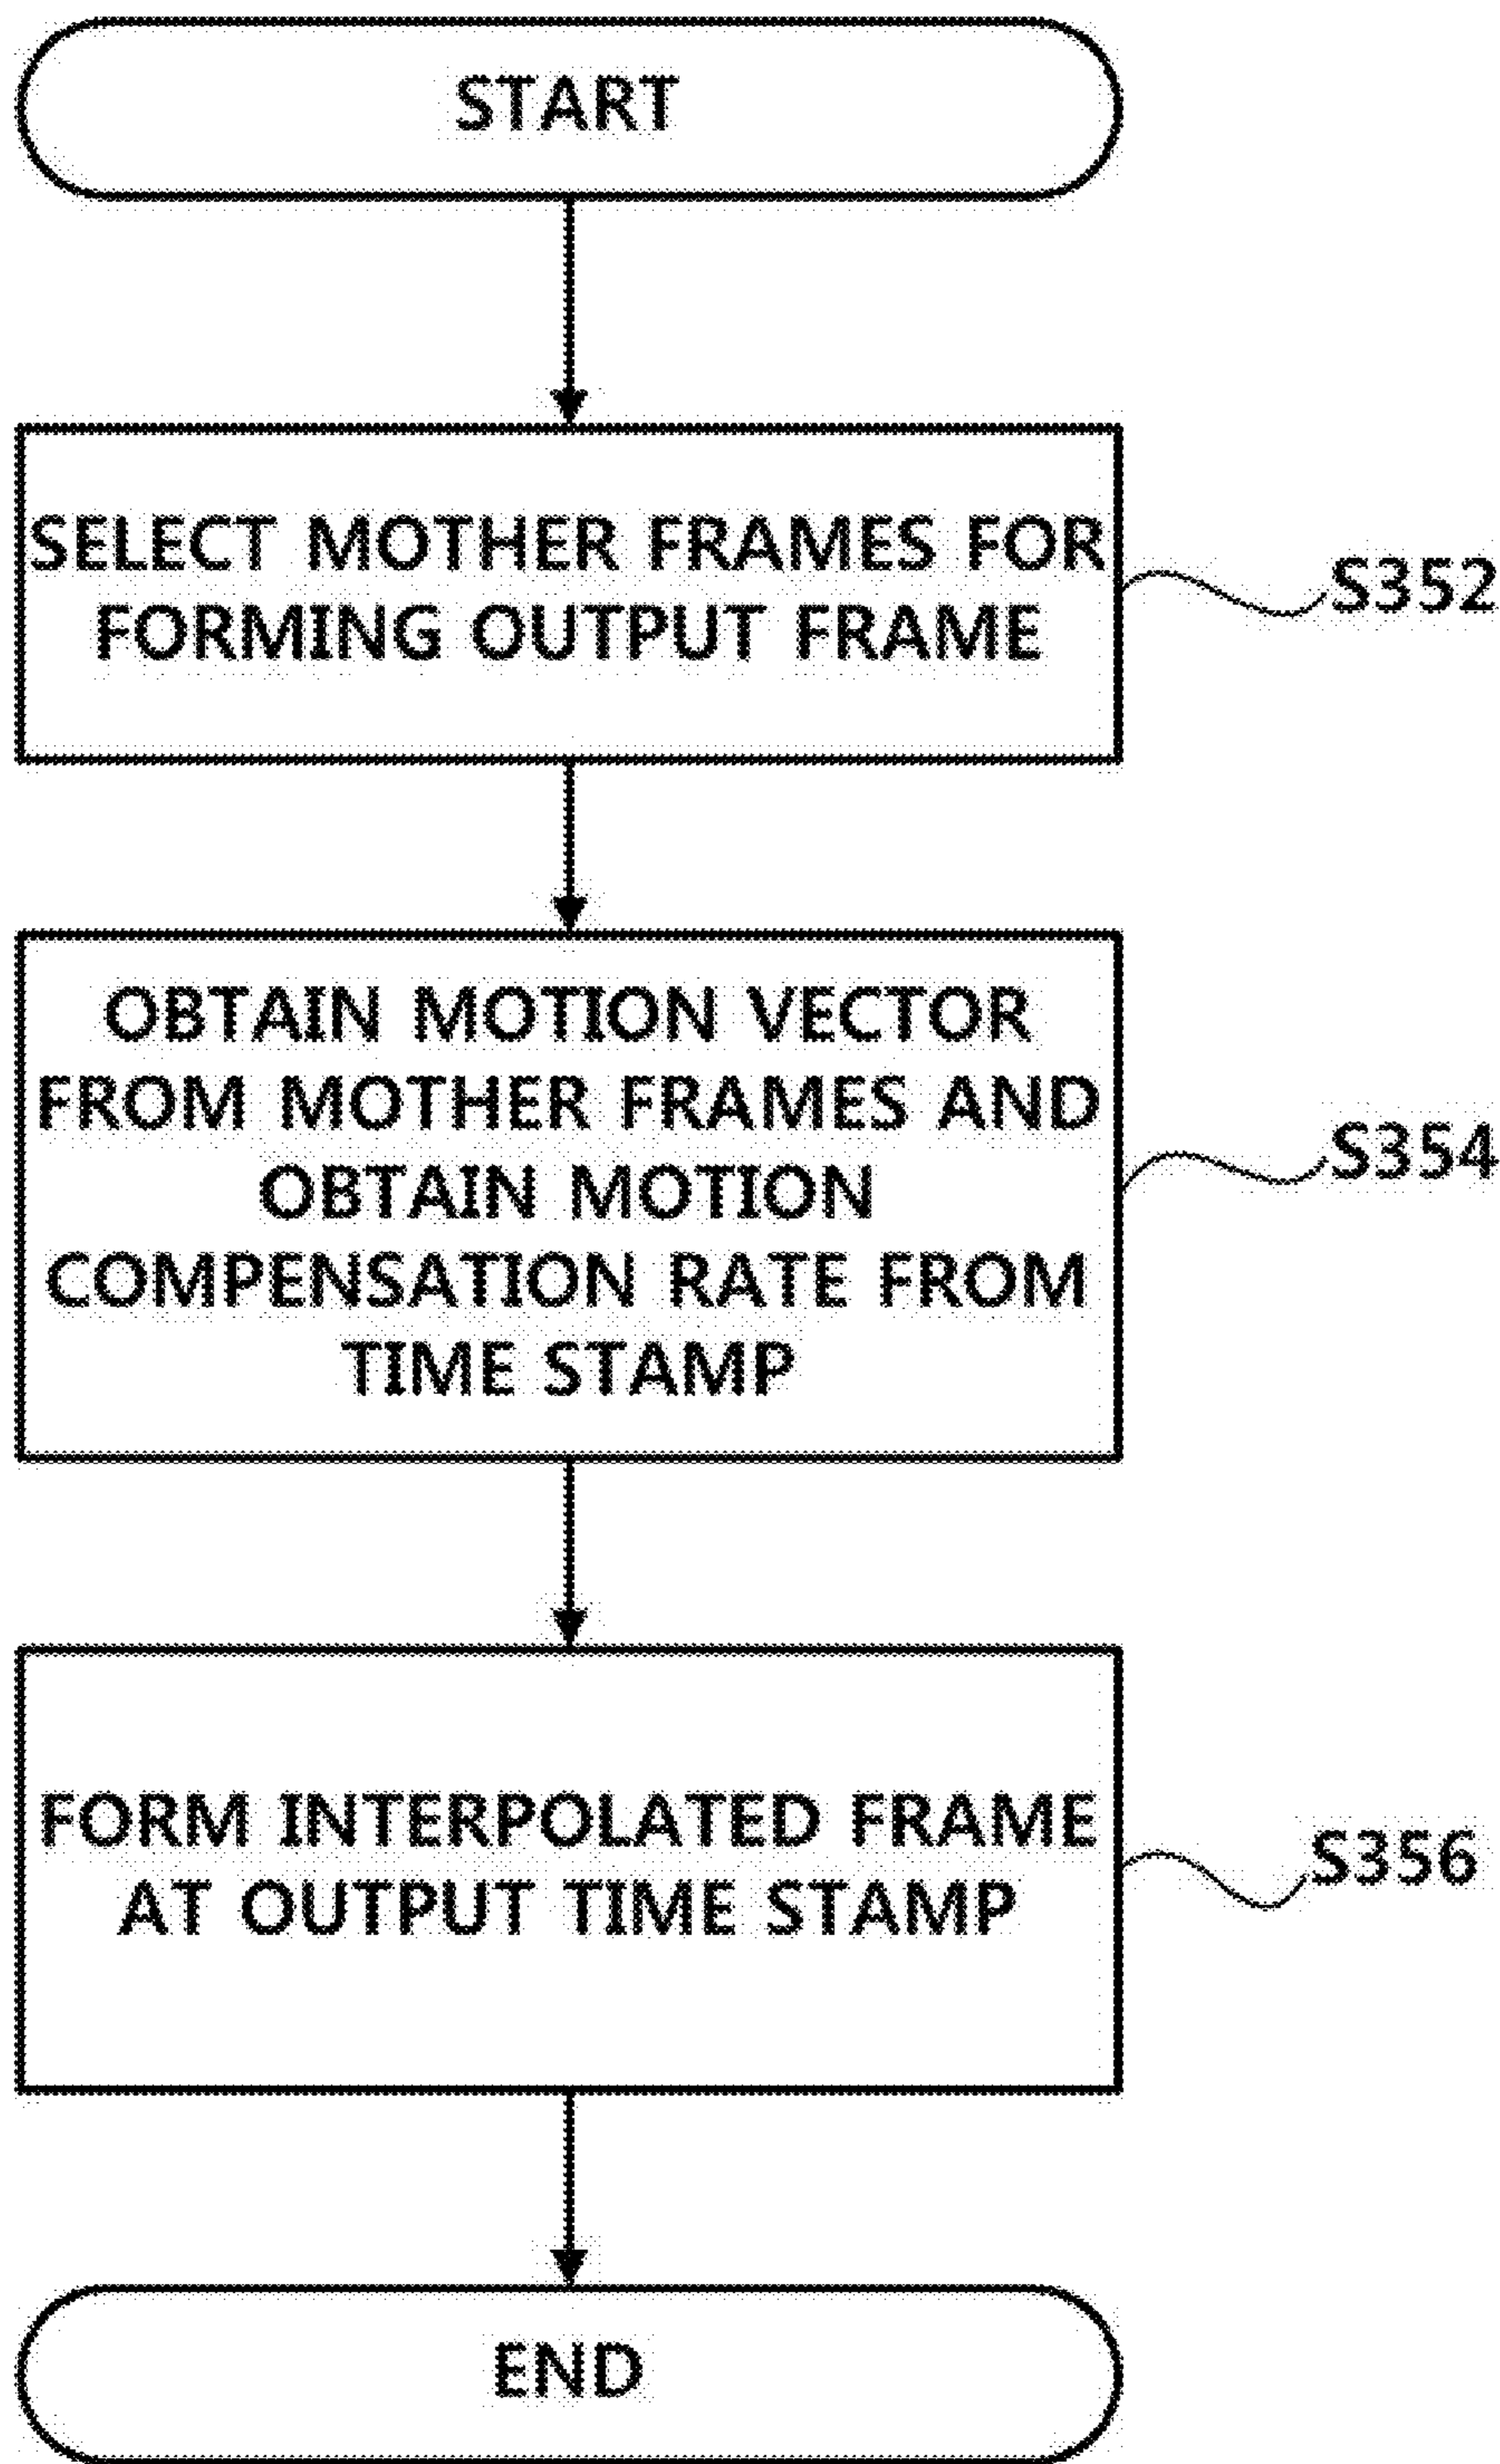 START
SELECT MOTHER FRAMES FOR
FORMING OUTPUT FRAME
S352
OBTAIN MOTION VECTOR
FROM MOTHER FRAMES AND
OBTAIN MOTION
COMPENSATION RATE FROM
TIME STAMP
S354
FORM INTERPOLATED FRAME
AT OUTPUT TIME STAMP
S356
END